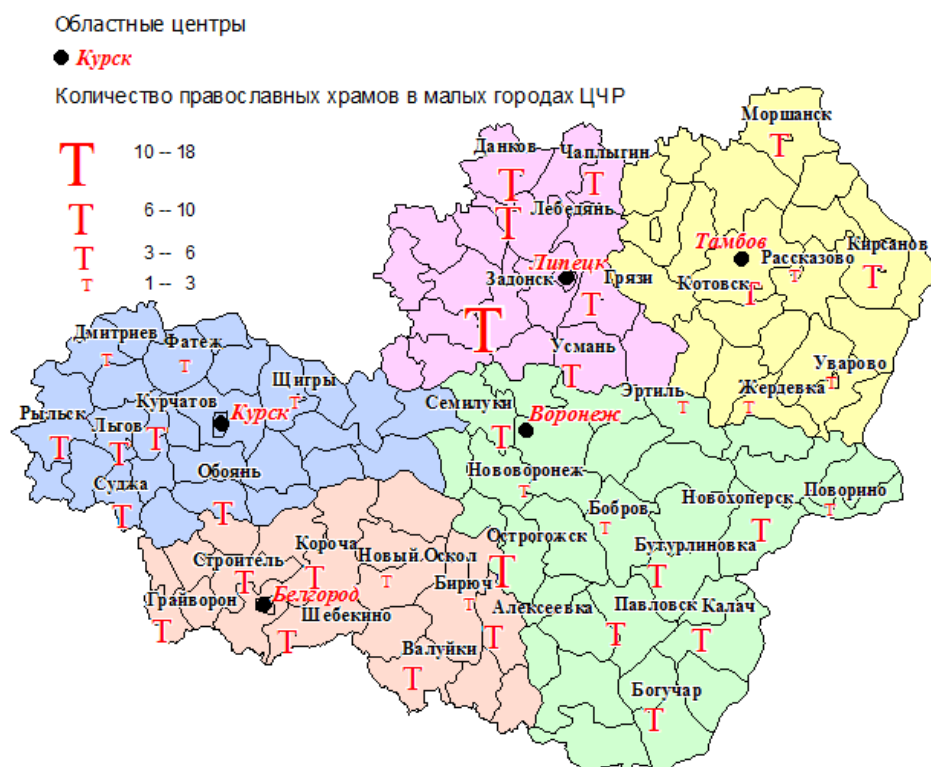 Областные центры
Курск
Количество православных храмов в малых городах ЦЧР
Т 10 -- 18
Т 6 -- 10
Т 3 -- 6
Т 1 -- 3
Моршанск
Данков
Чаплыгин
Лебедянь
Тамбов
Кирсанов
Рассказово
Липецк
Задонск
Грязи
Котовск
Дмитриев
Фатеж
Усмань
Уварово
Щигры
Эртиль
Жердевка
Курчатов
Семилуки
Рыльск
Курск
Воронеж
Льгов
Обоянь
Нововоронеж
Суджа
Новохоперск
Поворино
Бобров
Острогожск
Короча
Бутурлиновка
Строитель
Новый Оскол
Бирюч
Белгород
Грайворон
Алексеевка
Павловск
Калач
Шебекино
Валуйки
Богучар